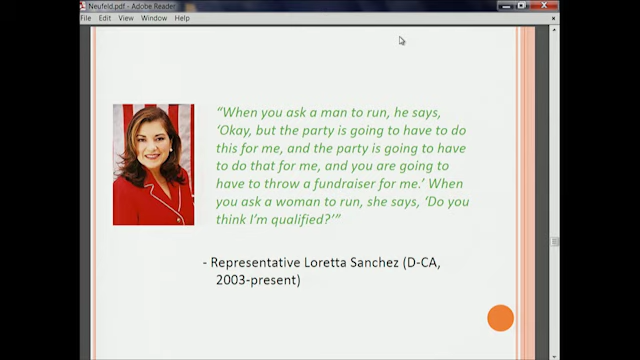 Neufeld.pdf - Adobe Reader
File Edit View Window Help
“When you ask a man to run, he says,
‘Okay, but the party is going to have to do
this for me, and the party is going to have
to do that for me, and you are going to
have to throw a fundraiser for me.’ When
you ask a woman to run, she says, ‘Do you
think I’m qualified?’”
- Representative Loretta Sanchez (D-CA,
2003-present)